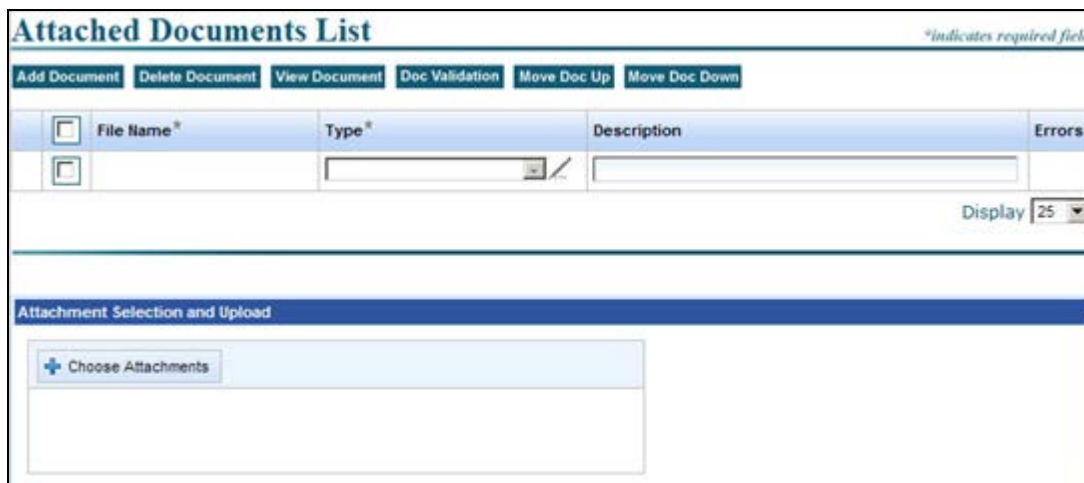 Attached Documents List
*indicates required fiel
Add Document Delete Document View Document Doc Validation Move Doc Up Move Doc Down
File Name* Type* Description Errors
Display 25
Attachment Selection and Upload
Choose Attachments